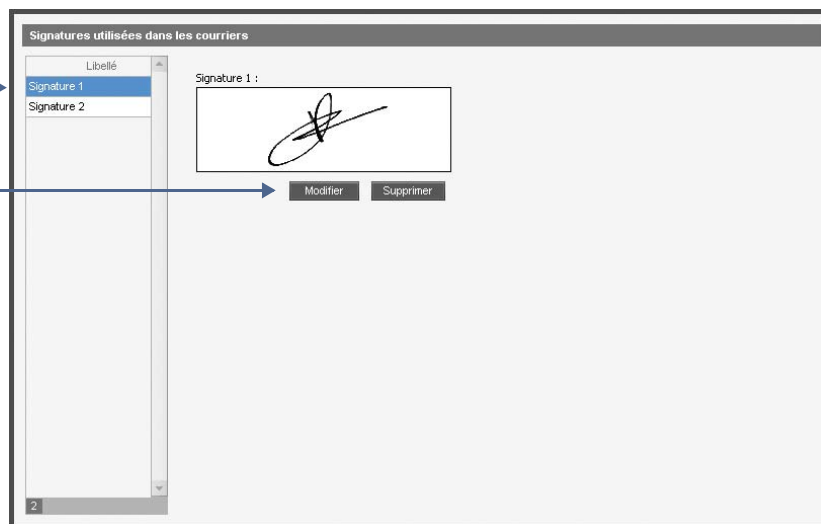 Signatures utilisées dans les courriers
Libellé
Signature 1
Signature 2
Signature 1 :
Modifier Supprimer
2